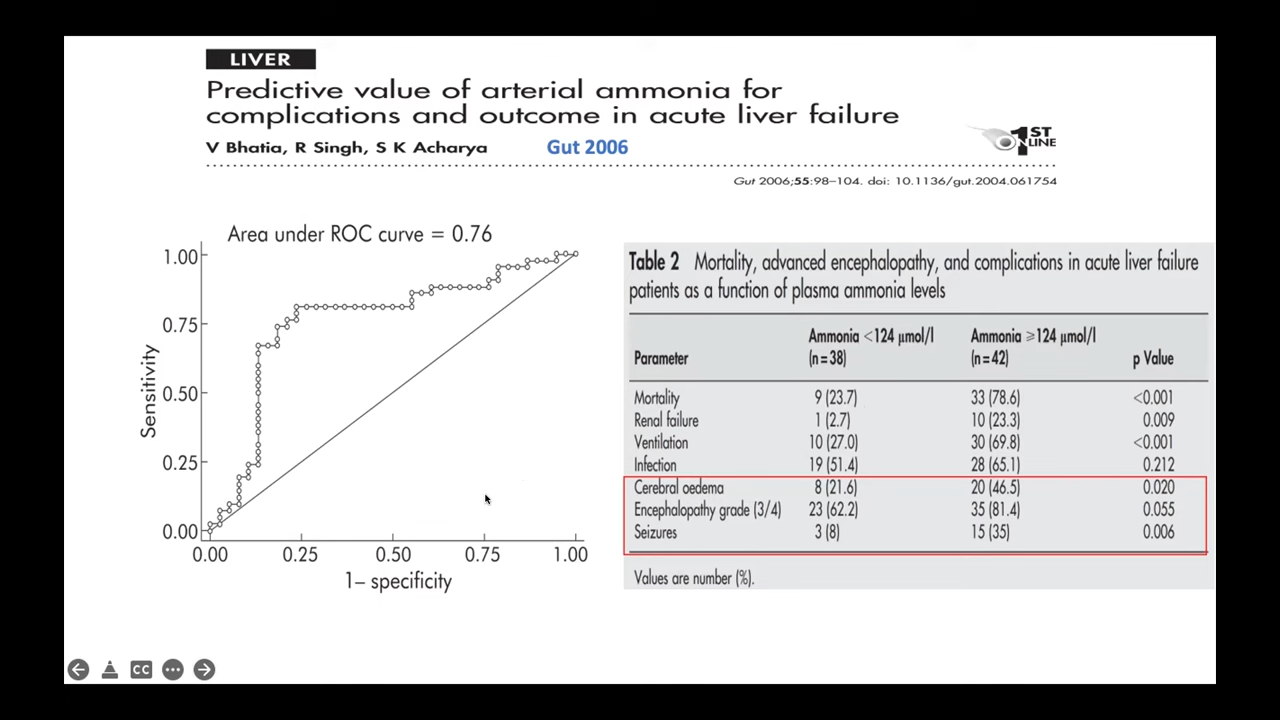 LIVER
Predictive value of arterial ammonia for
complications and outcome in acute liver failure
V Bhatia, R Singh, S K Acharya
Gut 2006
1ST
ONLINE
Gut 2006;55:98–104. doi: 10.1136/gut.2004.061754
Area under ROC curve = 0.76
1.00
0.75
0.50
0.25
0.00
Sensitivity
0.00 0.25 0.50 0.75 1.00
1– specificity
Table 2 Mortality, advanced encephalopathy, and complications in acute liver failure
patients as a function of plasma ammonia levels
Ammonia <124 μmol/l Ammonia ⩾124 μmol/l
Parameter (n=38) (n=42) p Value
Mortality 9 (23.7) 33 (78.6) <0.001
Renal failure 1 (2.7) 10 (23.3) 0.009
Ventilation 10 (27.0) 30 (69.8) <0.001
Infection 19 (51.4) 28 (65.1) 0.212
Cerebral oedema 8 (21.6) 20 (46.5) 0.020
Encephalopathy grade (3/4) 23 (62.2) 35 (81.4) 0.055
Seizures 3 (8) 15 (35) 0.006
Values are number (%).
CC